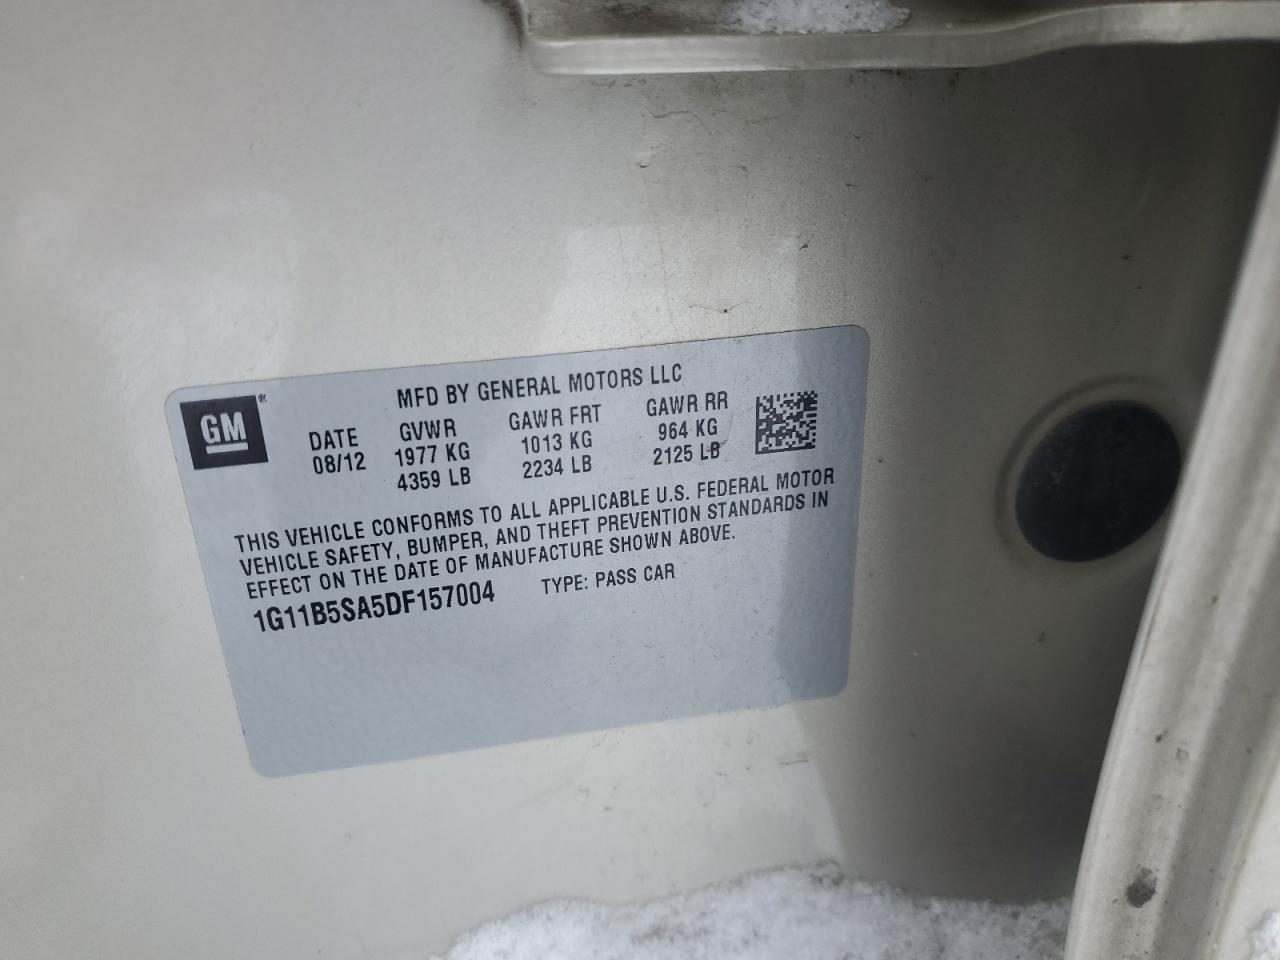 MFD BY GENERAL MOTORS LLC
GM ®
DATE GVWR GAWR FRT GAWR RR
08/12 1977 KG 1013 KG 964 KG
4359 LB 2234 LB 2125 LB
THIS VEHICLE CONFORMS TO ALL APPLICABLE U.S. FEDERAL MOTOR
VEHICLE SAFETY, BUMPER, AND THEFT PREVENTION STANDARDS IN
EFFECT ON THE DATE OF MANUFACTURE SHOWN ABOVE.
1G11B5SA5DF157004 TYPE: PASS CAR